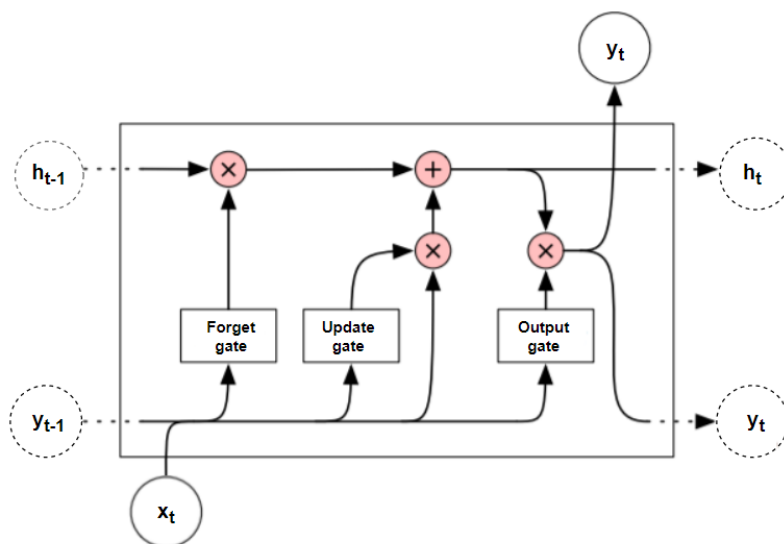 yt
ht-1
×
+
ht
×
×
Forget
gate
Update
gate
Output
gate
yt-1
yt
xt